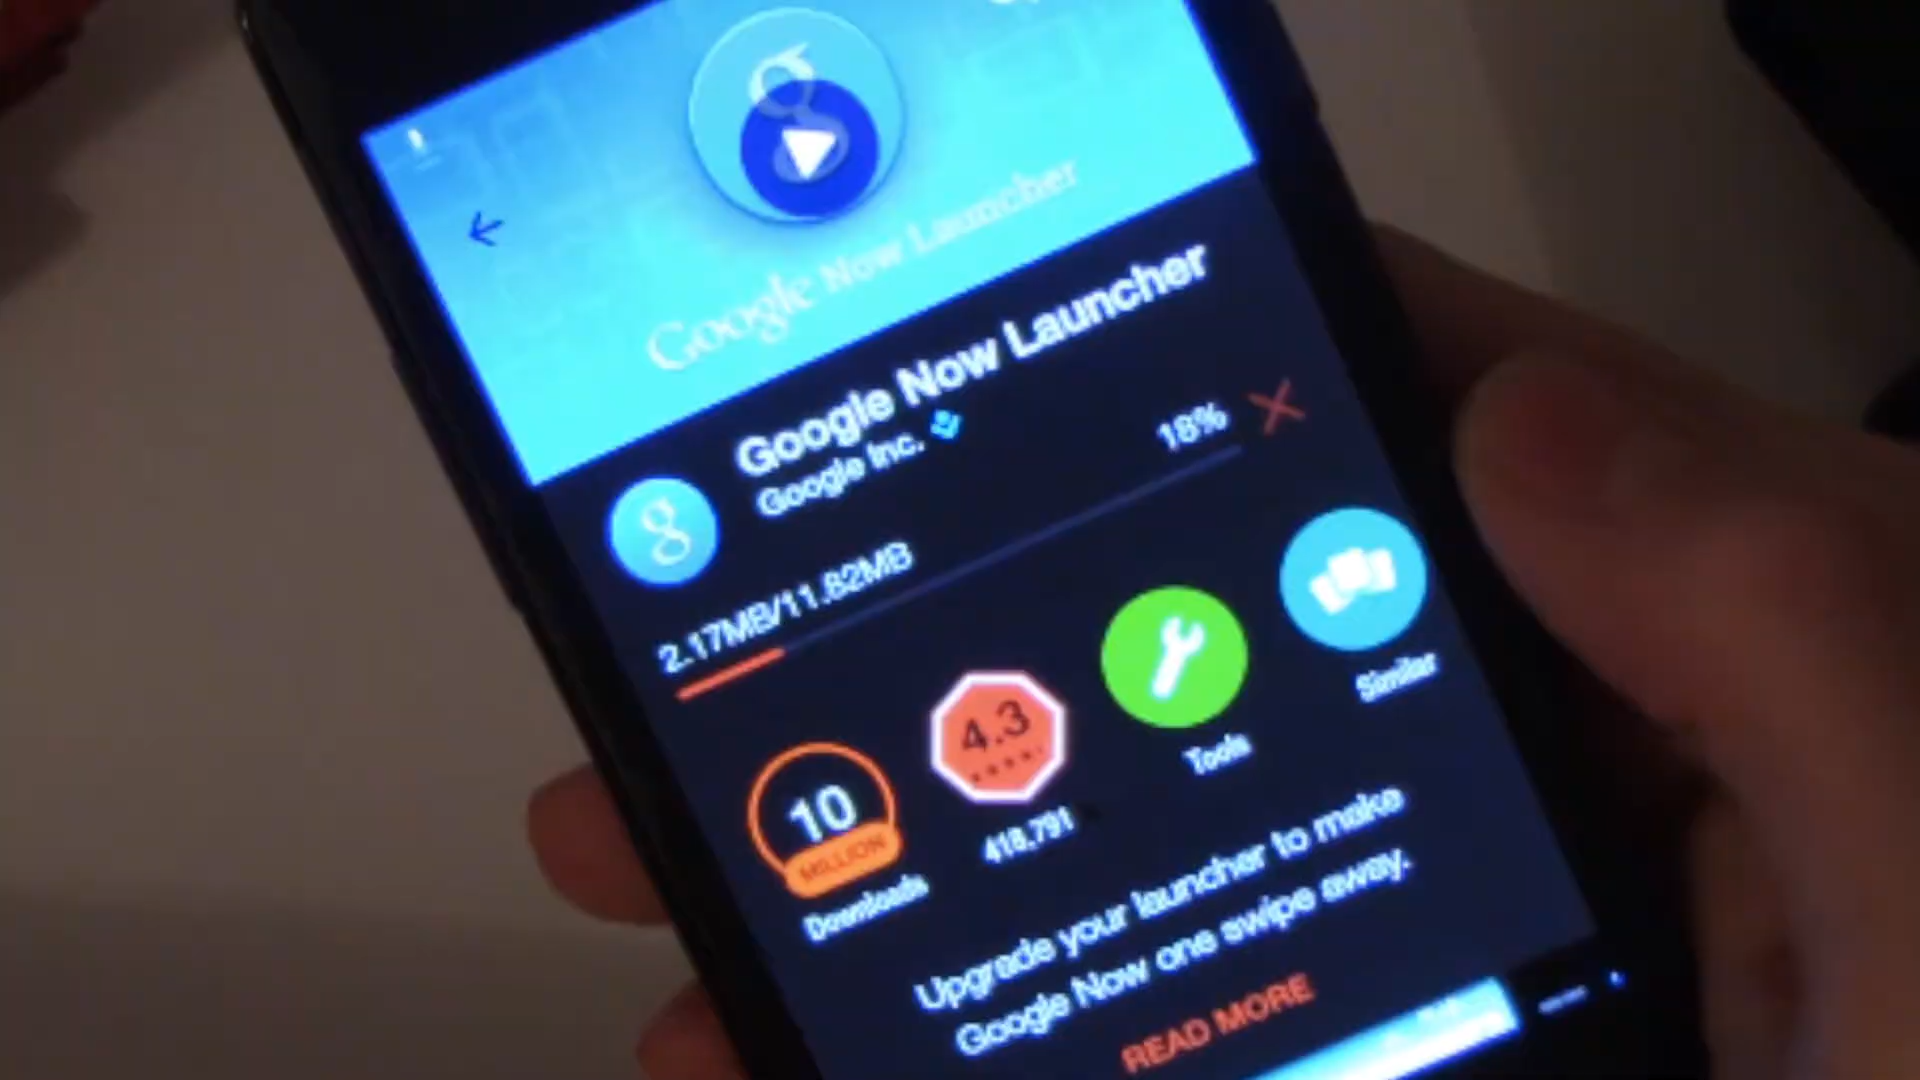 g
Google Now Launcher
Google Now Launcher
Google Inc.
18%
g
2.17MB/11.82MB
10
MILLION
Downloads
4.3
418,791
Tools
Similar
Upgrade your launcher to make
Google Now one swipe away.
READ MORE